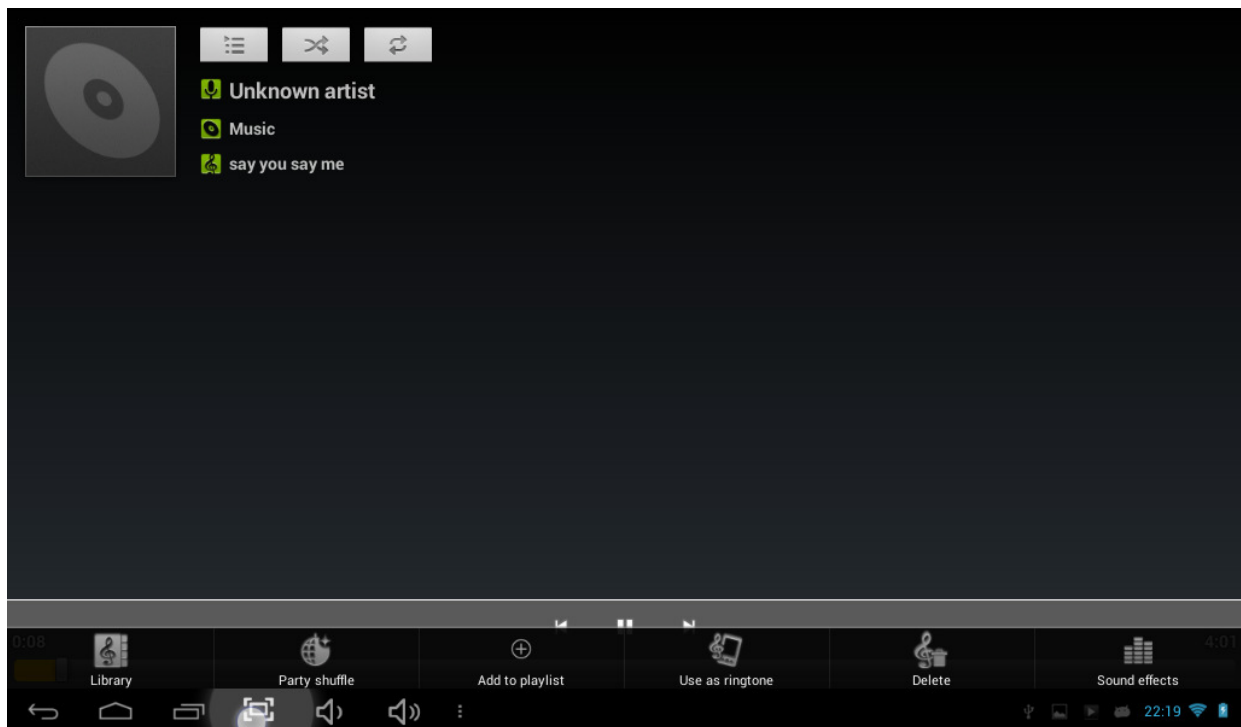 Unknown artist
Music
say you say me
0:08
4:01
Library
Party shuffle
Add to playlist
Use as ringtone
Delete
Sound effects
22:19